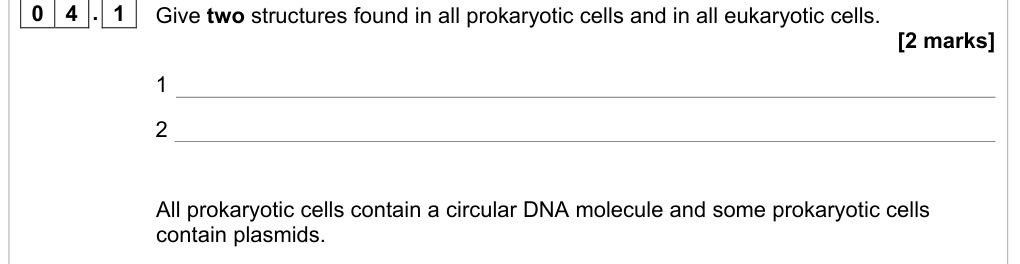 0 4 . 1 Give two structures found in all prokaryotic cells and in all eukaryotic cells.
[2 marks]
1
2
All prokaryotic cells contain a circular DNA molecule and some prokaryotic cells
contain plasmids.